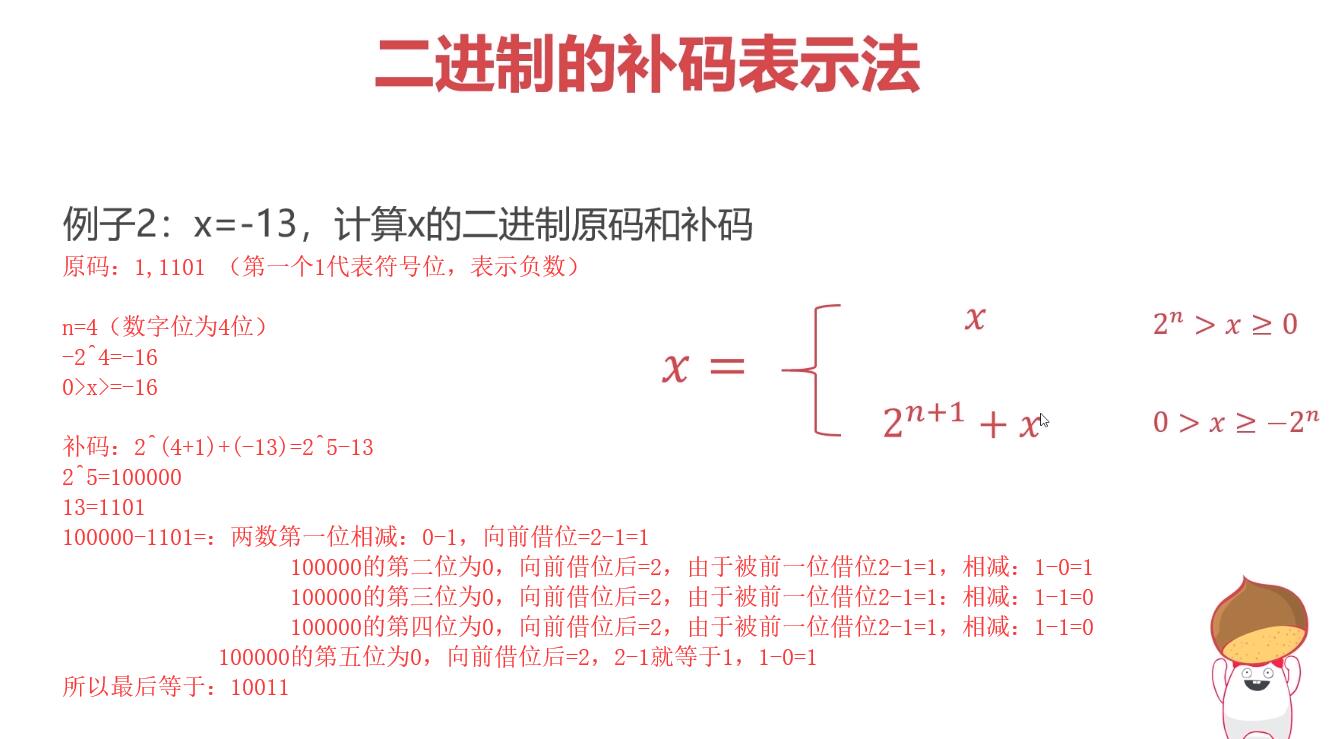 二进制的补码表示法
例子2：x=-13，计算x的二进制原码和补码
原码：1,1101 （第一个1代表符号位，表示负数）
n=4（数字位为4位）
-2^4=-16
0>x>=-16
x =
x 2ⁿ > x ≥ 0
2ⁿ⁺¹ + x 0 > x ≥ −2ⁿ
补码：2^(4+1)+(-13)=2^5-13
2^5=100000
13=1101
100000-1101=：两数第一位相减：0-1，向前借位=2-1=1
100000的第二位为0，向前借位后=2，由于被前一位借位2-1=1，相减：1-0=1
100000的第三位为0，向前借位后=2，由于被前一位借位2-1=1：相减：1-1=0
100000的第四位为0，向前借位后=2，由于被前一位借位2-1=1，相减：1-1=0
100000的第五位为0，向前借位后=2，2-1就等于1，1-0=1
所以最后等于：10011